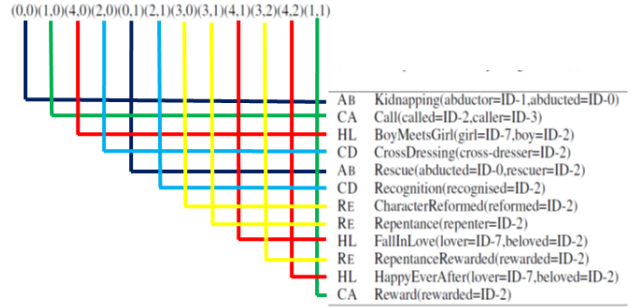 (0,0)(1,0)(4,0)(2,0)(0,1)(2,1)(3,0)(3,1)(4,1)(3,2)(4,2)(1,1)
AB Kidnapping(abductor=ID-1,abducted=ID-0)
CA Call(called=ID-2,caller=ID-3)
HL BoyMeetsGirl(girl=ID-7,boy=ID-2)
CD CrossDressing(cross-dresser=ID-2)
AB Rescue(abducted=ID-0,rescuer=ID-2)
CD Recognition(recognised=ID-2)
RE CharacterReformed(reformed=ID-2)
RE Repentance(repenter=ID-2)
HL FallInLove(lover=ID-7,beloved=ID-2)
RE RepentanceRewarded(rewarded=ID-2)
HL HappyEverAfter(lover=ID-7,beloved=ID-2)
CA Reward(rewarded=ID-2)